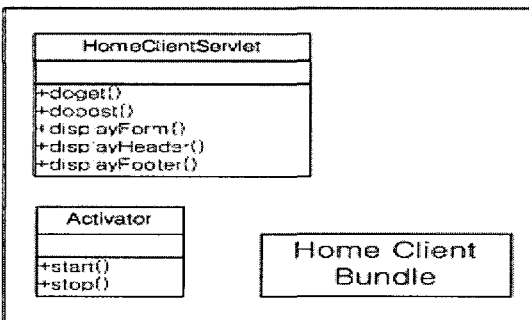 HomeClientServlet
+doget()
+dopost()
+displayForm()
+displayHeader()
+displayFooter()
Activator
+start()
+stop()
Home Client
Bundle